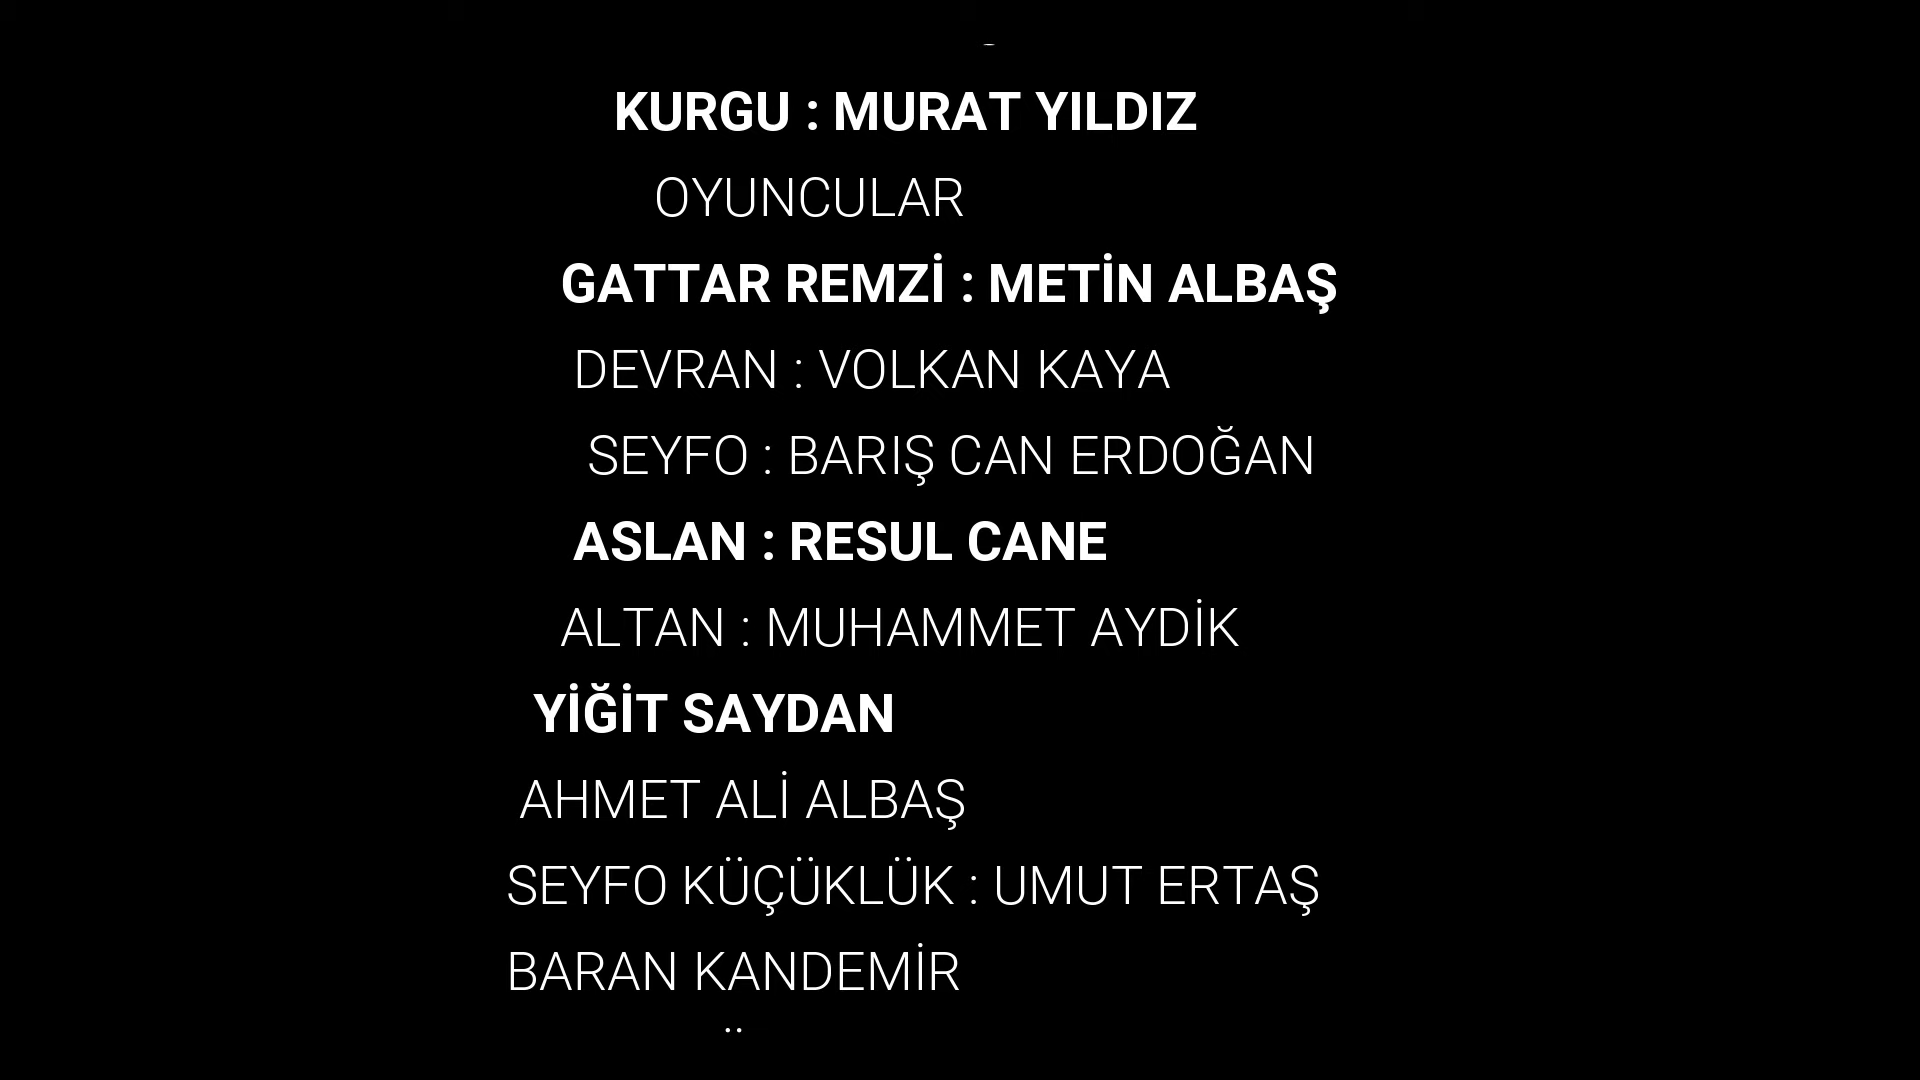 KURGU : MURAT YILDIZ
OYUNCULAR
GATTAR REMZİ : METİN ALBAŞ
DEVRAN : VOLKAN KAYA
SEYFO : BARIŞ CAN ERDOĞAN
ASLAN : RESUL CANE
ALTAN : MUHAMMET AYDİK
YİĞİT SAYDAN
AHMET ALİ ALBAŞ
SEYFO KÜÇÜKLÜK : UMUT ERTAŞ
BARAN KANDEMİR